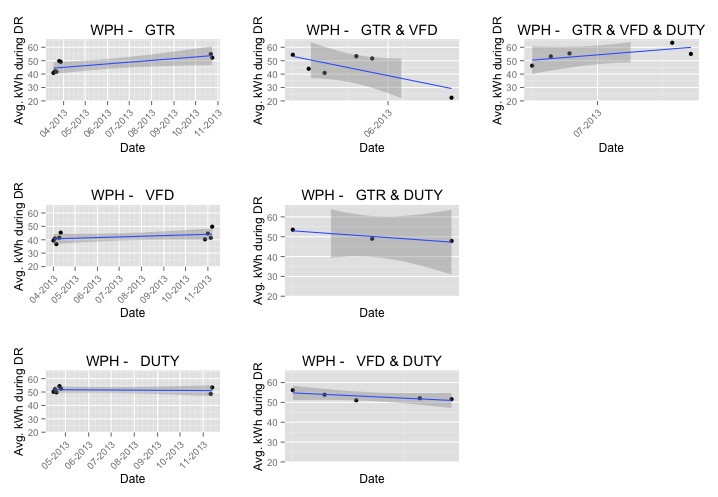 WPH - GTR
Avg. kWh during DR
60
50
40
30
20
04-2013
05-2013
06-2013
07-2013
08-2013
09-2013
10-2013
11-2013
Date
WPH - GTR & VFD
Avg. kWh during DR
60
50
40
30
20
06-2013
Date
WPH - GTR & VFD & DUTY
Avg. kWh during DR
60
50
40
30
20
07-2013
Date
WPH - VFD
Avg. kWh during DR
60
50
40
30
20
04-2013
05-2013
06-2013
07-2013
08-2013
09-2013
10-2013
11-2013
Date
WPH - GTR & DUTY
Avg. kWh during DR
60
50
40
30
20
Date
WPH - DUTY
Avg. kWh during DR
60
50
40
30
20
05-2013
06-2013
07-2013
08-2013
09-2013
10-2013
11-2013
Date
WPH - VFD & DUTY
Avg. kWh during DR
60
50
40
30
20
Date